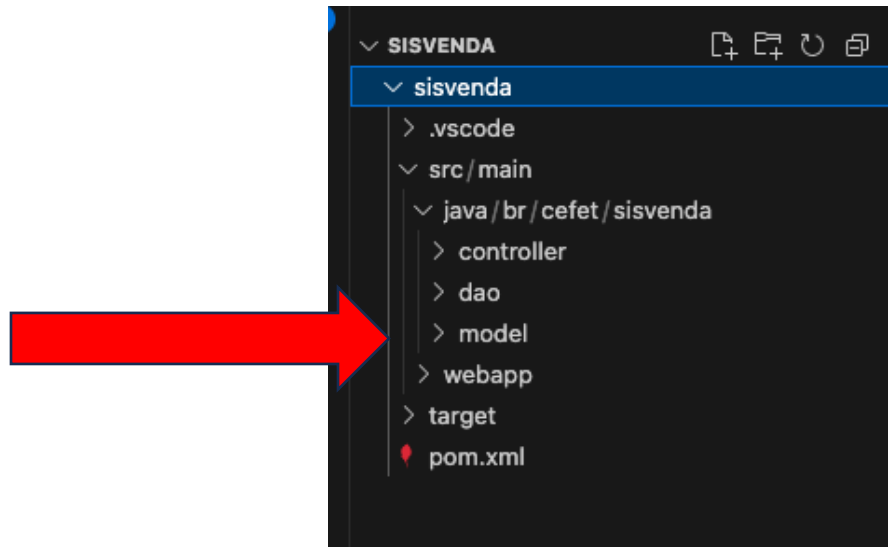 SISVENDA
sisvenda
.vscode
src/main
java/br/cefet/sisvenda
controller
dao
model
webapp
target
pom.xml